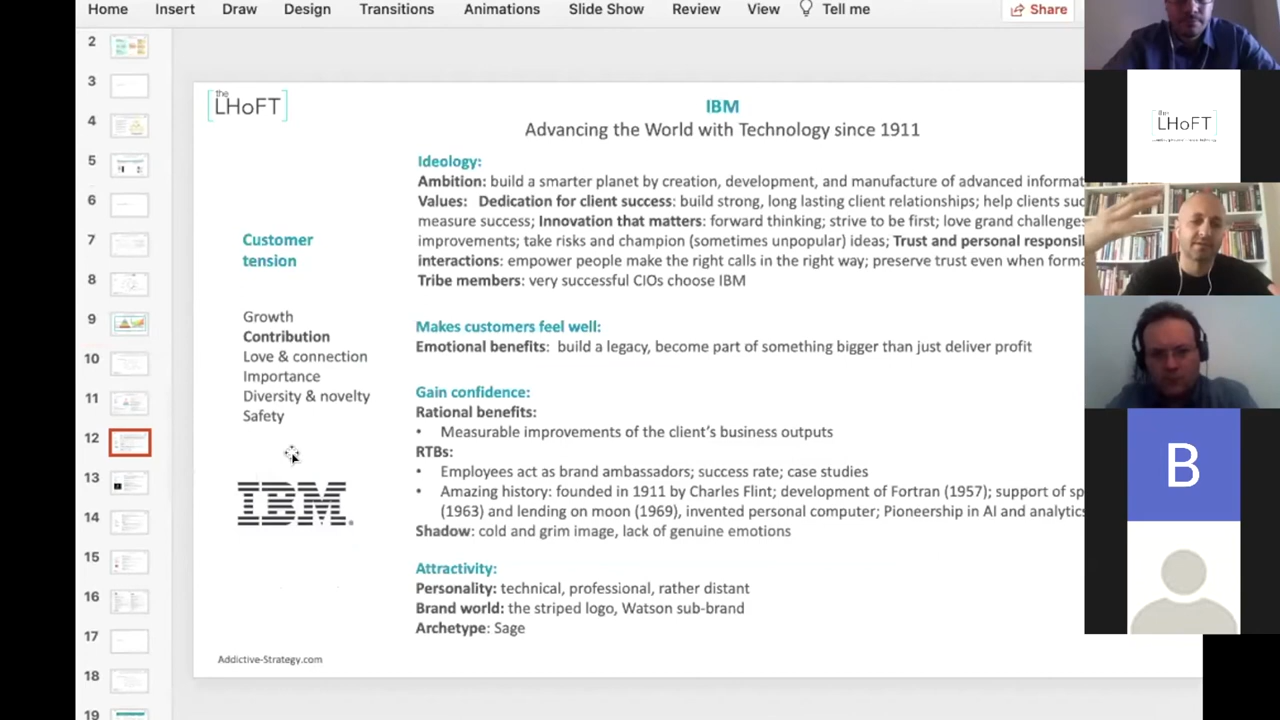 Home Insert Draw Design Transitions Animations Slide Show Review View Tell me Share
2
3
4
5
6
7
8
9
10
11
12
13
14
15
16
17
18
19
the
LHoFT
IBM
Advancing the World with Technology since 1911
Customer
tension
Growth
Contribution
Love & connection
Importance
Diversity & novelty
Safety
IBM
Ideology:
Ambition: build a smarter planet by creation, development, and manufacture of advanced informat
Values: Dedication for client success: build strong, long lasting client relationships; help clients suc
measure success; Innovation that matters: forward thinking; strive to be first; love grand challenges
improvements; take risks and champion (sometimes unpopular) ideas; Trust and personal responsi
interactions: empower people make the right calls in the right way; preserve trust even when forma
Tribe members: very successful CIOs choose IBM
Makes customers feel well:
Emotional benefits: build a legacy, become part of something bigger than just deliver profit
Gain confidence:
Rational benefits:
• Measurable improvements of the client's business outputs
RTBs:
• Employees act as brand ambassadors; success rate; case studies
• Amazing history: founded in 1911 by Charles Flint; development of Fortran (1957); support of sp
(1963) and lending on moon (1969), invented personal computer; Pioneership in AI and analytics
Shadow: cold and grim image, lack of genuine emotions
Attractivity:
Personality: technical, professional, rather distant
Brand world: the striped logo, Watson sub-brand
Archetype: Sage
Addictive-Strategy.com
the
LHoFT
B